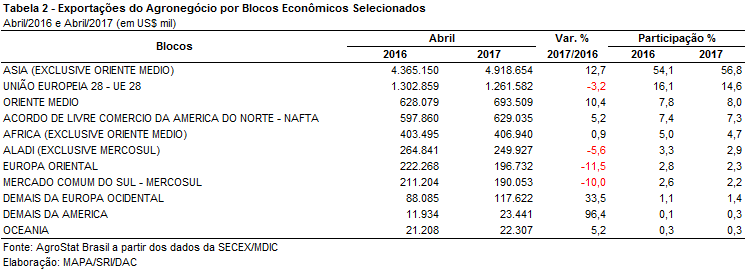 Tabela 2 - Exportações do Agronegócio por Blocos Econômicos Selecionados
Abril/2016 e Abril/2017 (em US$ mil)
Blocos Abril Var. % Participação %
2016 2017 2017/2016 2016 2017
ASIA (EXCLUSIVE ORIENTE MEDIO) 4.365.150 4.918.654 12,7 54,1 56,8
UNIÃO EUROPEIA 28 - UE 28 1.302.859 1.261.582 -3,2 16,1 14,6
ORIENTE MEDIO 628.079 693.509 10,4 7,8 8,0
ACORDO DE LIVRE COMERCIO DA AMERICA DO NORTE - NAFTA 597.860 629.035 5,2 7,4 7,3
AFRICA (EXCLUSIVE ORIENTE MEDIO) 403.495 406.940 0,9 5,0 4,7
ALADI (EXCLUSIVE MERCOSUL) 264.841 249.927 -5,6 3,3 2,9
EUROPA ORIENTAL 222.268 196.732 -11,5 2,8 2,3
MERCADO COMUM DO SUL - MERCOSUL 211.204 190.053 -10,0 2,6 2,2
DEMAIS DA EUROPA OCIDENTAL 88.085 117.622 33,5 1,1 1,4
DEMAIS DA AMERICA 11.934 23.441 96,4 0,1 0,3
OCEANIA 21.208 22.307 5,2 0,3 0,3
Fonte: AgroStat Brasil a partir dos dados da SECEX/MDIC
Elaboração: MAPA/SRI/DAC